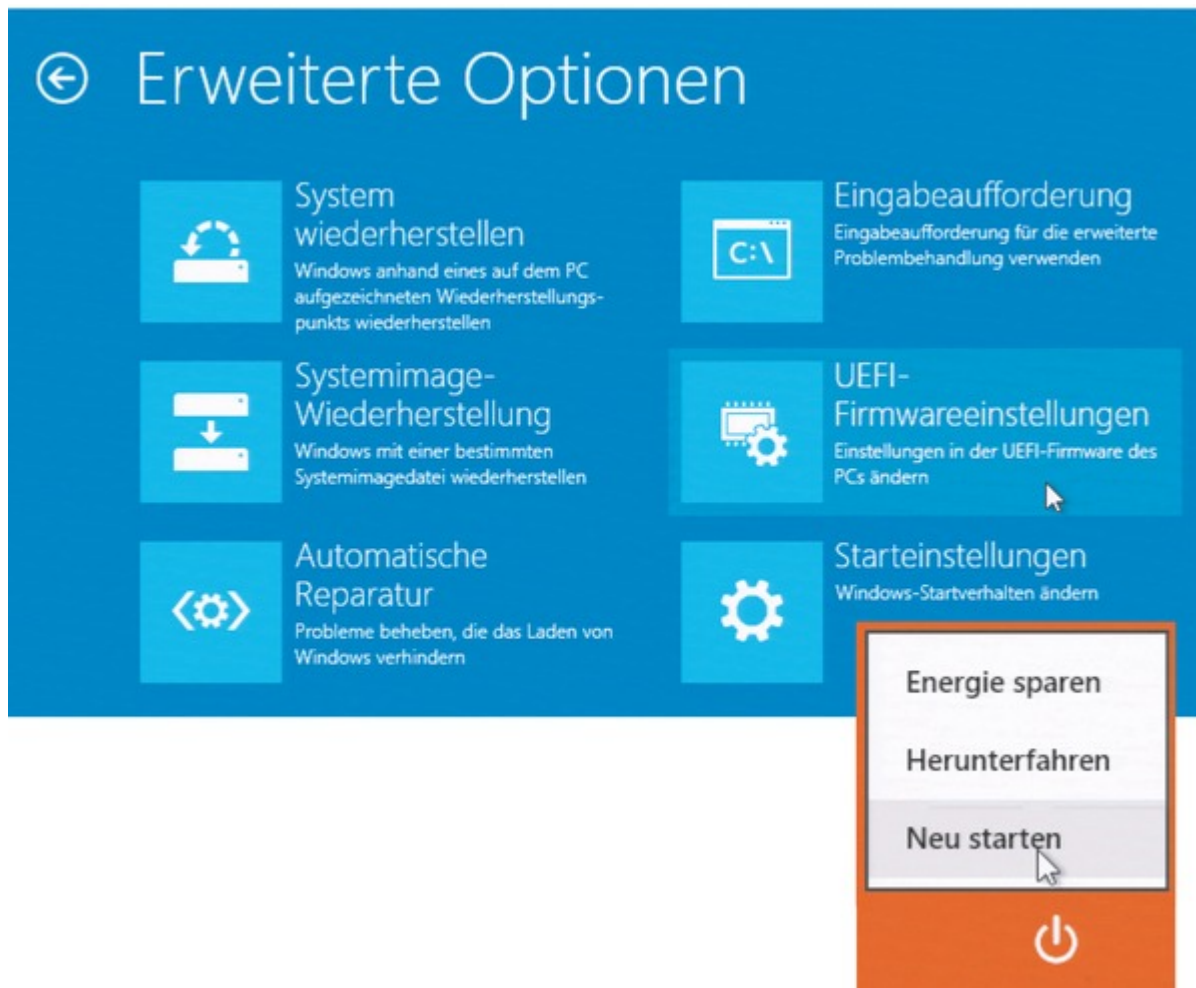 Erweiterte Optionen
System
wiederherstellen
Windows anhand eines auf dem PC
aufgezeichneten Wiederherstellungs-
punkts wiederherstellen
Systemimage-
Wiederherstellung
Windows mit einer bestimmten
Systemimagedatei wiederherstellen
Automatische
Reparatur
Probleme beheben, die das Laden von
Windows verhindern
Eingabeaufforderung
Eingabeaufforderung für die erweiterte
Problembehandlung verwenden
C:\
UEFI-
Firmwareeinstellungen
Einstellungen in der UEFI-Firmware des
PCs ändern
Starteinstellungen
Windows-Startverhalten ändern
Energie sparen
Herunterfahren
Neu starten